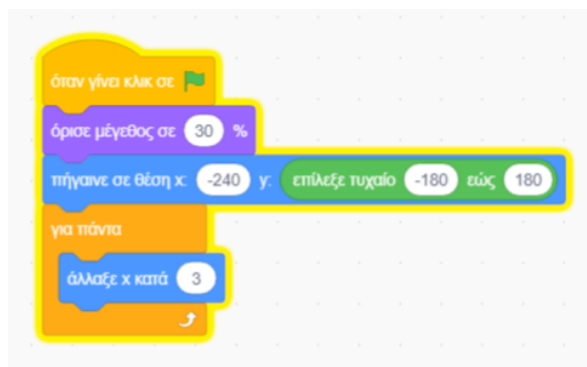 όταν γίνει κλικ σε
όρισε μέγεθος σε 30 %
πήγαινε σε θέση x: -240 y: επίλεξε τυχαίο -180 εώς 180
για πάντα
άλλαξε x κατά 3